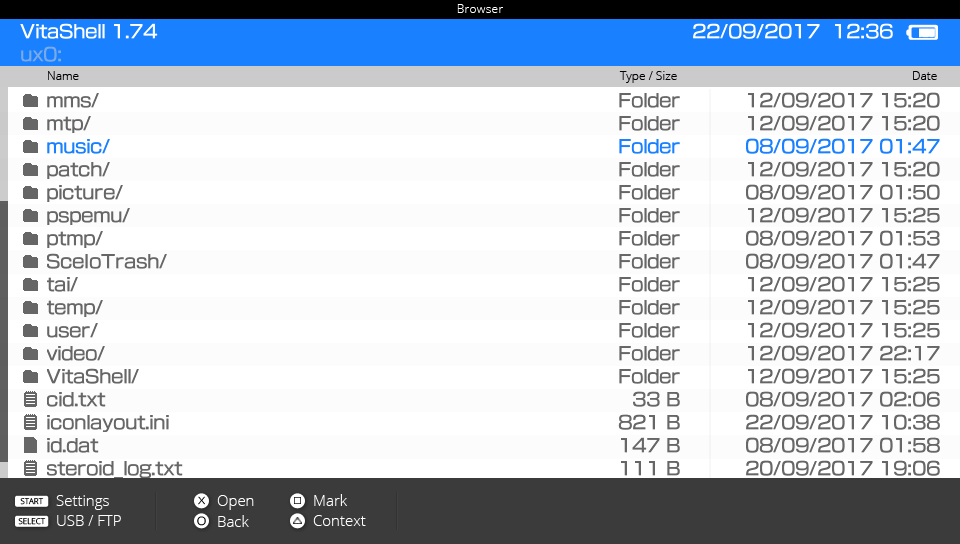 Browser
VitaShell 1.74 22/09/2017 12:36
ux0:
Name Type / Size Date
mms/ Folder 12/09/2017 15:20
mtp/ Folder 12/09/2017 15:20
music/ Folder 08/09/2017 01:47
patch/ Folder 12/09/2017 15:20
picture/ Folder 08/09/2017 01:50
pspemu/ Folder 12/09/2017 15:25
ptmp/ Folder 08/09/2017 01:53
SceIoTrash/ Folder 08/09/2017 01:47
tai/ Folder 12/09/2017 15:25
temp/ Folder 12/09/2017 15:25
user/ Folder 12/09/2017 15:25
video/ Folder 12/09/2017 22:17
VitaShell/ Folder 12/09/2017 15:25
cid.txt 33 B 08/09/2017 02:06
iconlayout.ini 821 B 22/09/2017 10:38
id.dat 147 B 08/09/2017 01:58
steroid_log.txt 111 B 20/09/2017 19:06
START Settings X Open Mark
SELECT USB / FTP O Back Context